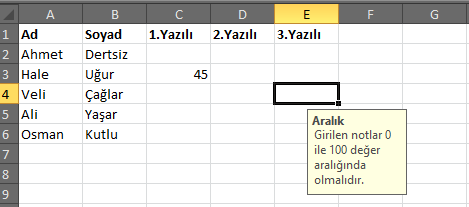 A B C D E F G
1 Ad Soyad 1.Yazılı 2.Yazılı 3.Yazılı
2 Ahmet Dertsiz
3 Hale Uğur 45
4 Veli Çağlar
5 Ali Yaşar
6 Osman Kutlu
7
8
9
Aralık
Girilen notlar 0
ile 100 değer
aralığında
olmalıdır.